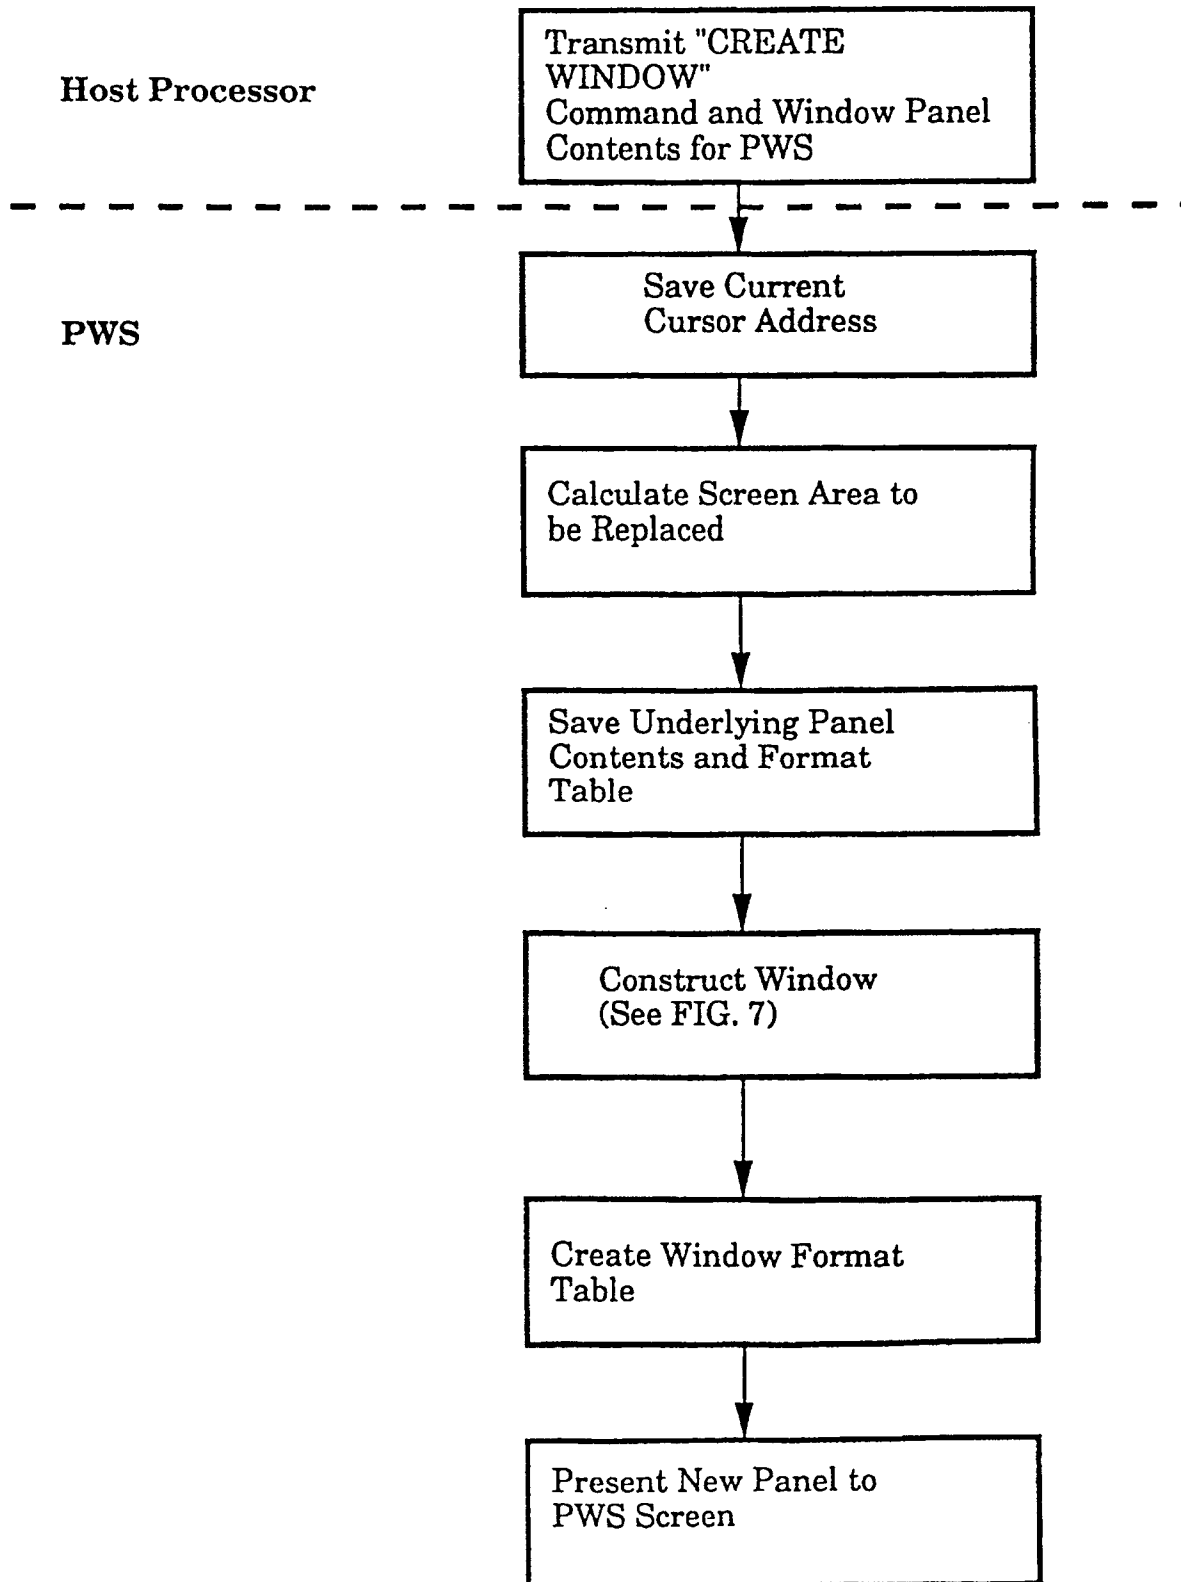 Host Processor
Transmit "CREATE
WINDOW"
Command and Window Panel
Contents for PWS
PWS
Save Current
Cursor Address
Calculate Screen Area to
be Replaced
Save Underlying Panel
Contents and Format
Table
Construct Window
(See FIG. 7)
Create Window Format
Table
Present New Panel to
PWS Screen